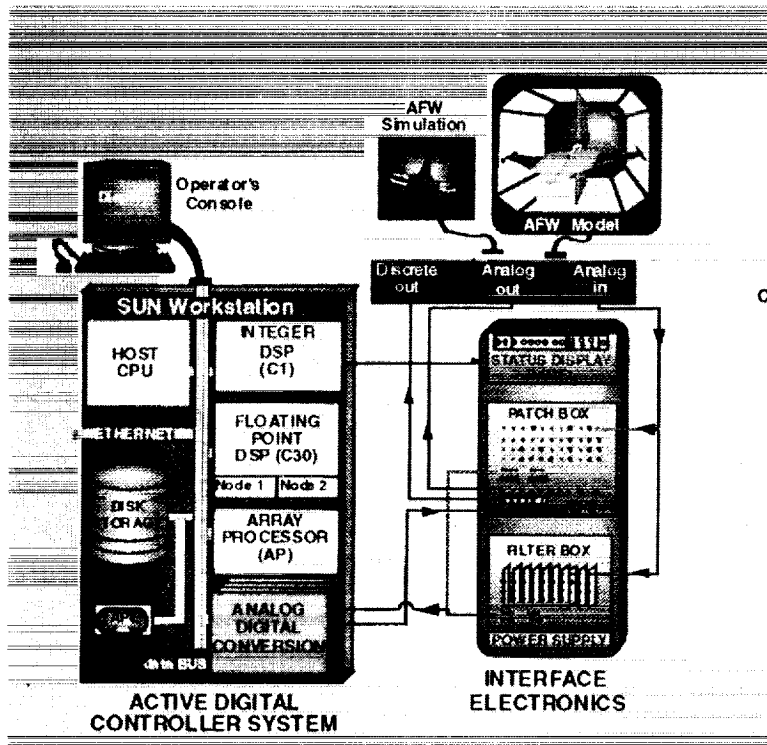 AFW
Simulation
Operator's
Console
AFW Model
Discrete
out
Analog
out
Analog
in
SUN Workstation
HOST
CPU
INTEGER
DSP
(C1)
STATUS DISPLAY
ETHERNET
FLOATING
POINT
DSP (C30)
Node 1
Node 2
PATCH BOX
DISK
STORAGE
ARRAY
PROCESSOR
(AP)
FILTER BOX
ANALOG
DIGITAL
CONVERSION
data BUS
POWER SUPPLY
ACTIVE DIGITAL
CONTROLLER SYSTEM
INTERFACE
ELECTRONICS